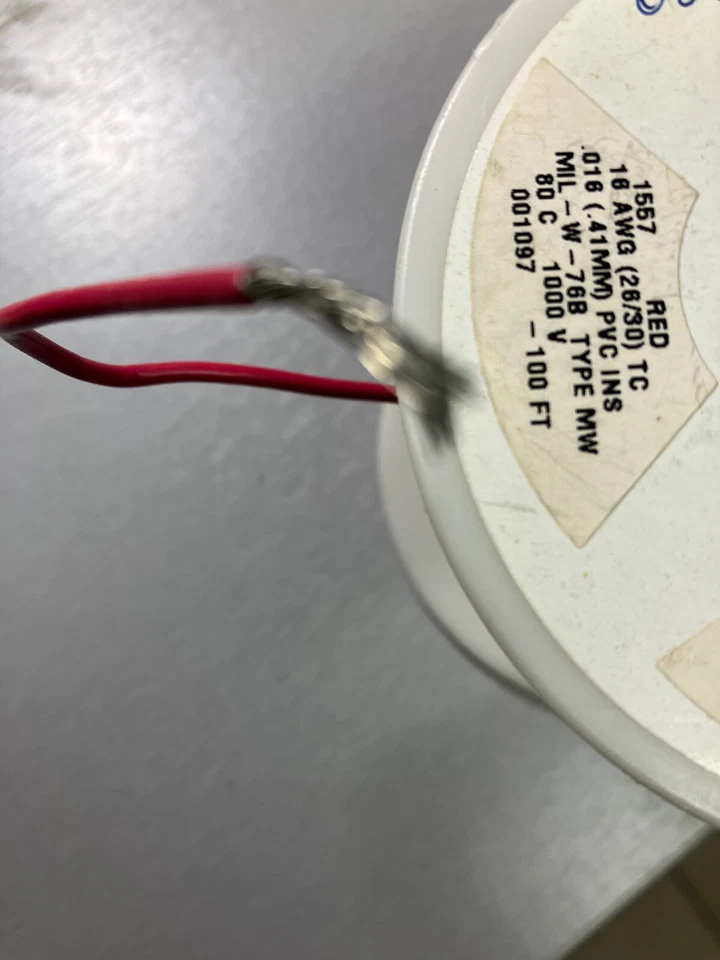 1557 RED
16 AWG (26/30) TC
.016 (.41MM) PVC INS
MIL-W-76B TYPE MW
80 C 1000 V
001097 - 100 FT